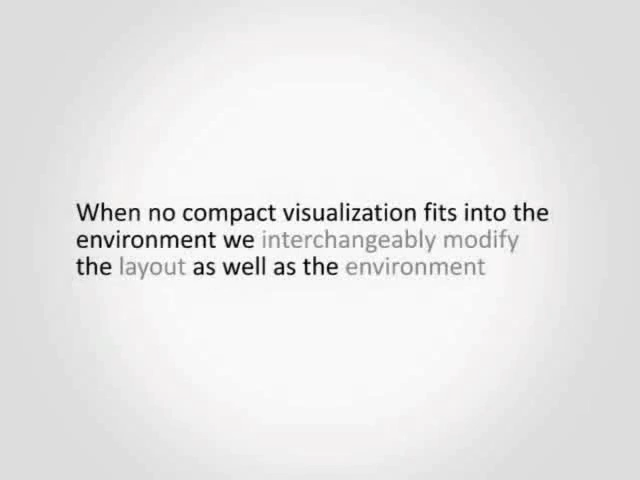 When no compact visualization fits into the
environment we interchangeably modify
the layout as well as the environment